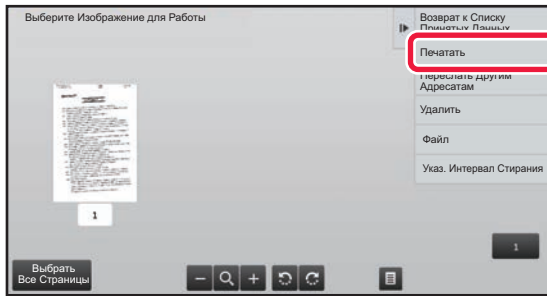 Выберите Изображение для Работы
Возврат к Списку
Принятых Данных
Печатать
Переслать Другим
Адресатам
Удалить
Файл
Указ. Интервал Стирания
1
1
Выбрать
Все Страницы